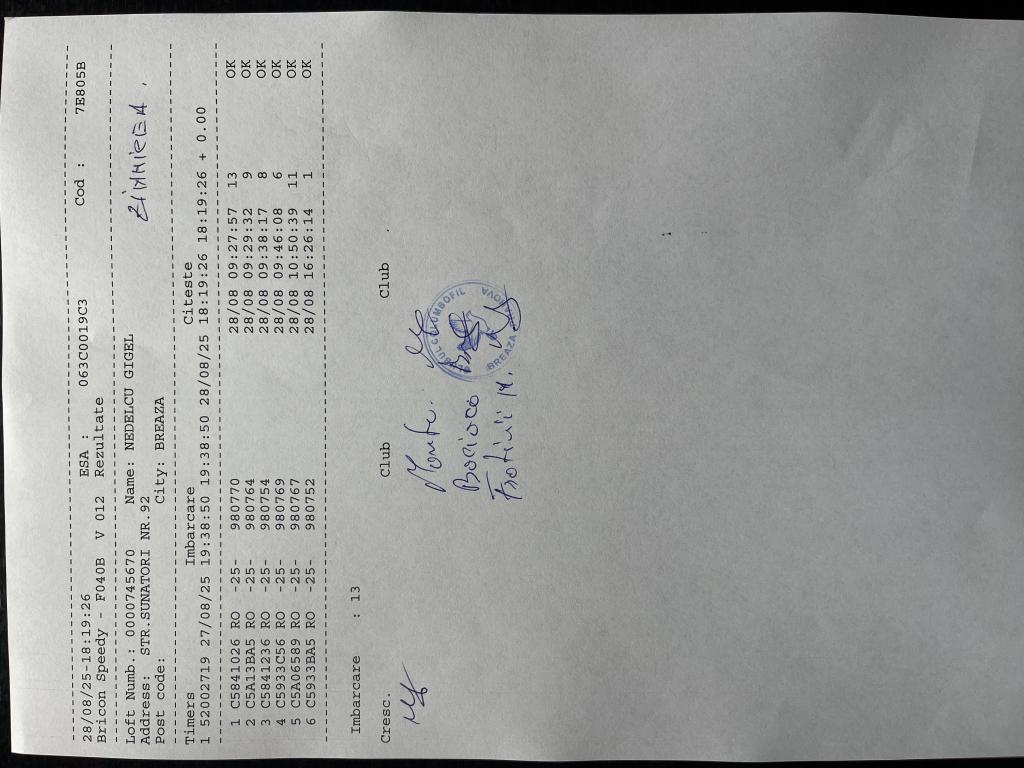 ------------------------------------------------------------
28/08/25-18:19:26 ESA : 063C0019C3 Cod : 7E805B
Bricon Speedy - F040B V 012 Rezultate
------------------------------------------------------------
Loft Numb.: 0000745670 Name: NEDELCU GIGEL
Address: STR.SUNATORI NR.92
Post code: City: BREAZA
------------------------------------------------------------
Timers Imbarcare Citeste
1 52002719 27/08/25 19:38:50 19:38:50 28/08/25 18:19:26 18:19:26 + 0.00
------------------------------------------------------------
1 C5841026 RO -25- 980770 28/08 09:27:57 13 OK
2 C5A13BA5 RO -25- 980764 28/08 09:29:32 9 OK
3 C5841236 RO -25- 980754 28/08 09:38:17 8 OK
4 C5933C56 RO -25- 980769 28/08 09:46:08 6 OK
5 C5A06589 RO -25- 980767 28/08 10:50:39 11 OK
6 C5933BA5 RO -25- 980752 28/08 16:26:14 1 OK
------------------------------------------------------------
Imbarcare : 13
Cresc. Club Club
BREAZA